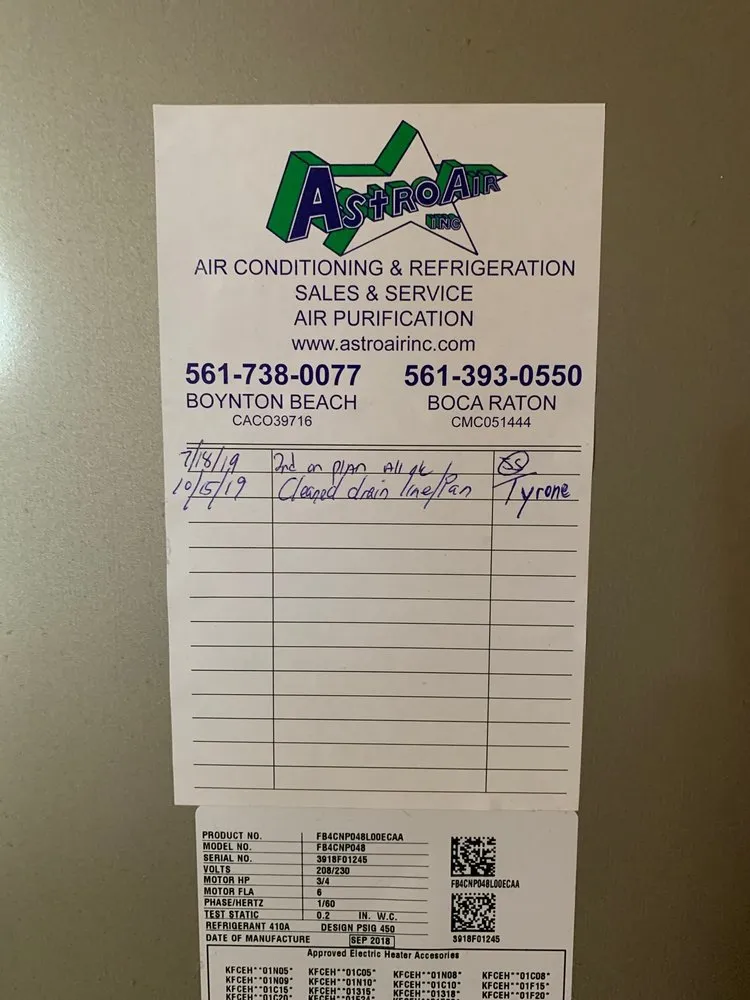 ASTROAIR
INC
AIR CONDITIONING & REFRIGERATION
SALES & SERVICE
AIR PURIFICATION
www.astroairinc.com
561-738-0077 561-393-0550
BOYNTON BEACH BOCA RATON
CACO39716 CMC051444
7/18/19 2nd on plan All ok SS
10/15/19 Cleaned drain line/Pan Tyrone
PRODUCT NO. FB4CNP048L00ECAA
MODEL NO. FB4CNP048
SERIAL NO. 3918F01245
VOLTS 208/230
MOTOR HP 3/4
MOTOR FLA 6
PHASE/HERTZ 1/60
TEST STATIC 0.2 IN. W.C.
REFRIGERANT 410A DESIGN PSIG 450
DATE OF MANUFACTURE SEP 2018
FB4CNP048L00ECAA
3918F01245
Approved Electric Heater Accesories
KFCEH**01N05* KFCEH**01C05* KFCEH**01N08* KFCEH**01C08*
KFCEH**01N09* KFCEH**01N10* KFCEH**01C10* KFCEH**01F15*
KFCEH**01C15* KFCEH**01315* KFCEH**01318* KFCEH**01F20*